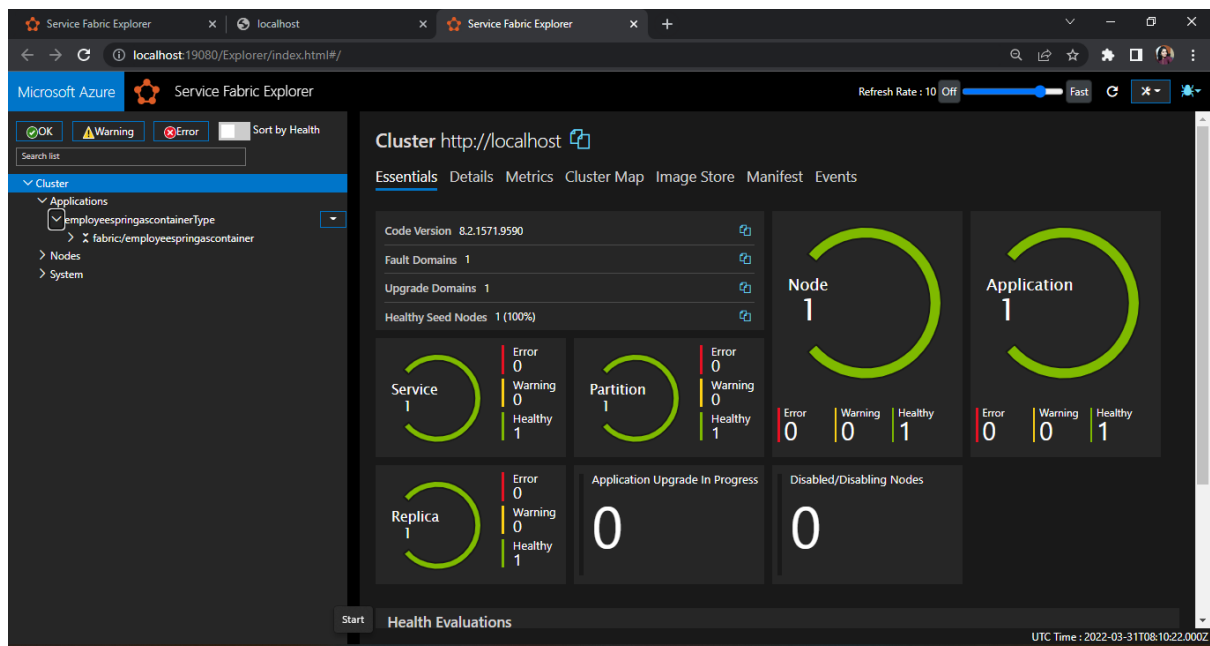 Service Fabric Explorer
localhost
Service Fabric Explorer
localhost:19080/Explorer/index.html#/
Microsoft Azure Service Fabric Explorer
Refresh Rate : 10 Off Fast
OK Warning Error Sort by Health
Search list
Cluster
Applications
employeespringascontainerType
fabric:/employeespringascontainer
Nodes
System
Cluster http://localhost
Essentials Details Metrics Cluster Map Image Store Manifest Events
Code Version 8.2.1571.9590
Fault Domains 1
Upgrade Domains 1
Healthy Seed Nodes 1 (100%)
Node
1
Error
0
Warning
0
Healthy
1
Application
1
Error
0
Warning
0
Healthy
1
Service
1
Error
0
Warning
0
Healthy
1
Partition
1
Error
0
Warning
0
Healthy
1
Replica
1
Error
0
Warning
0
Healthy
1
Application Upgrade In Progress
0
Disabled/Disabling Nodes
0
Start
Health Evaluations
UTC Time : 2022-03-31T08:10:22.000Z